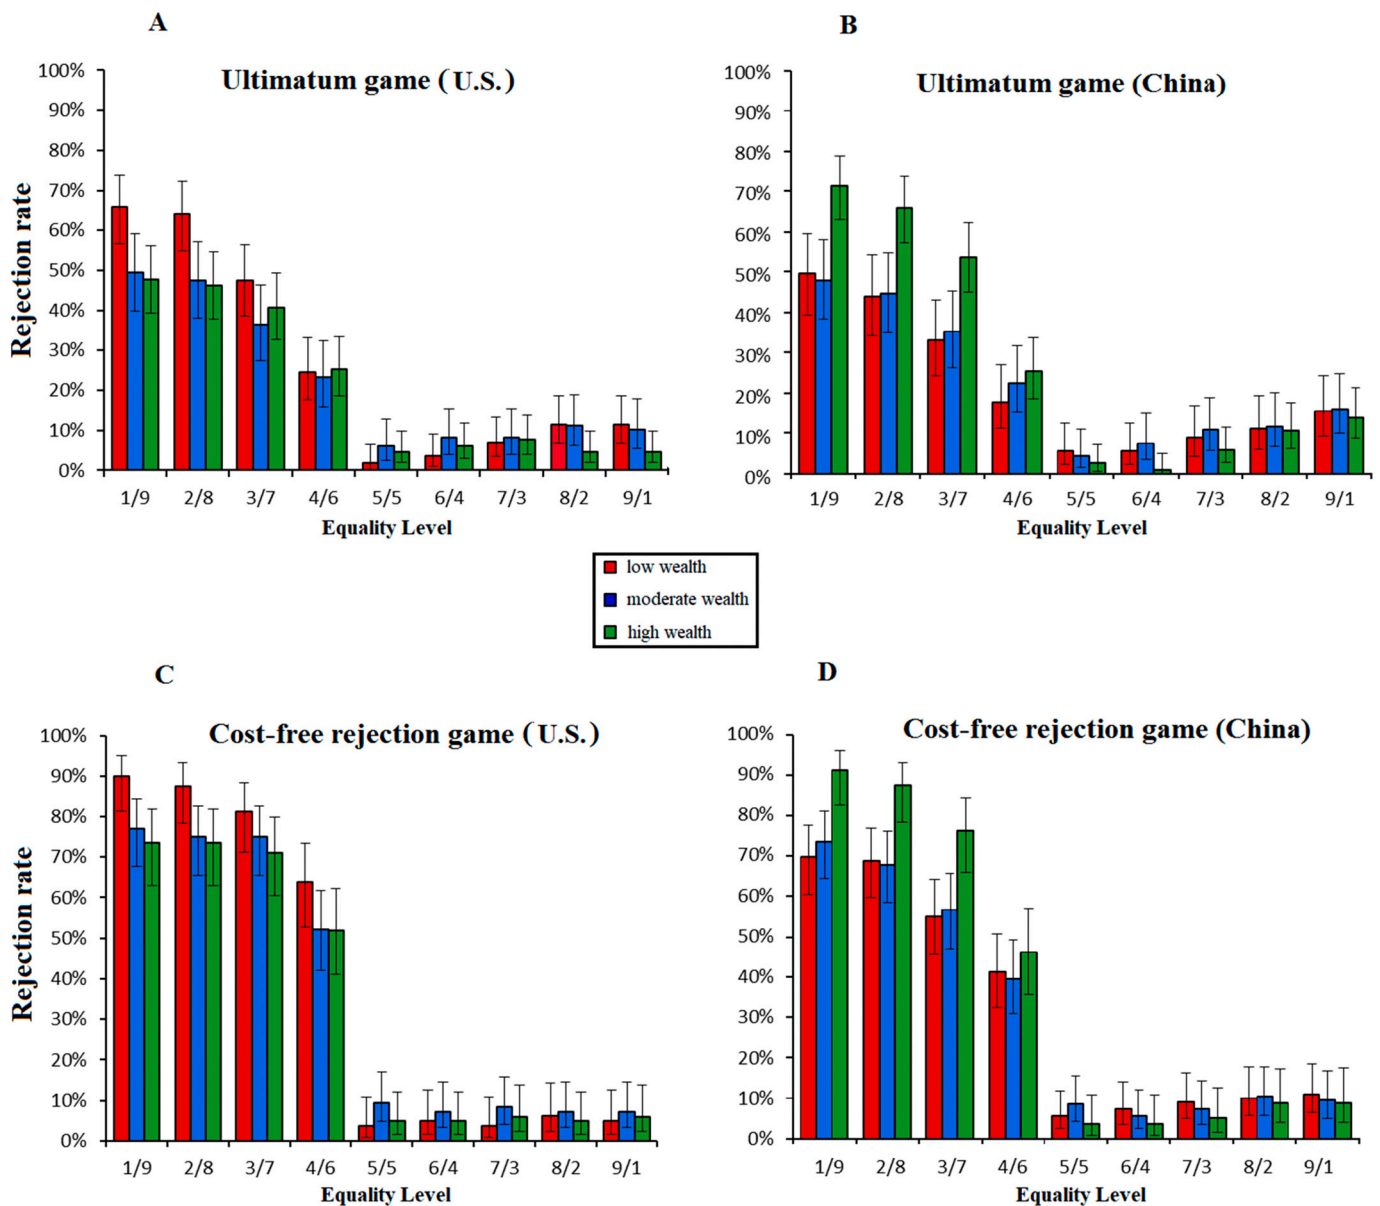 A
Ultimatum game (U.S.)
Rejection rate
100%
90%
80%
70%
60%
50%
40%
30%
20%
10%
0%
1/9 2/8 3/7 4/6 5/5 6/4 7/3 8/2 9/1
Equality Level
B
Ultimatum game (China)
100%
90%
80%
70%
60%
50%
40%
30%
20%
10%
0%
1/9 2/8 3/7 4/6 5/5 6/4 7/3 8/2 9/1
Equality Level
low wealth
moderate wealth
high wealth
C
Cost-free rejection game (U.S.)
Rejection rate
100%
90%
80%
70%
60%
50%
40%
30%
20%
10%
0%
1/9 2/8 3/7 4/6 5/5 6/4 7/3 8/2 9/1
Equality Level
D
Cost-free rejection game (China)
100%
90%
80%
70%
60%
50%
40%
30%
20%
10%
0%
1/9 2/8 3/7 4/6 5/5 6/4 7/3 8/2 9/1
Equality Level